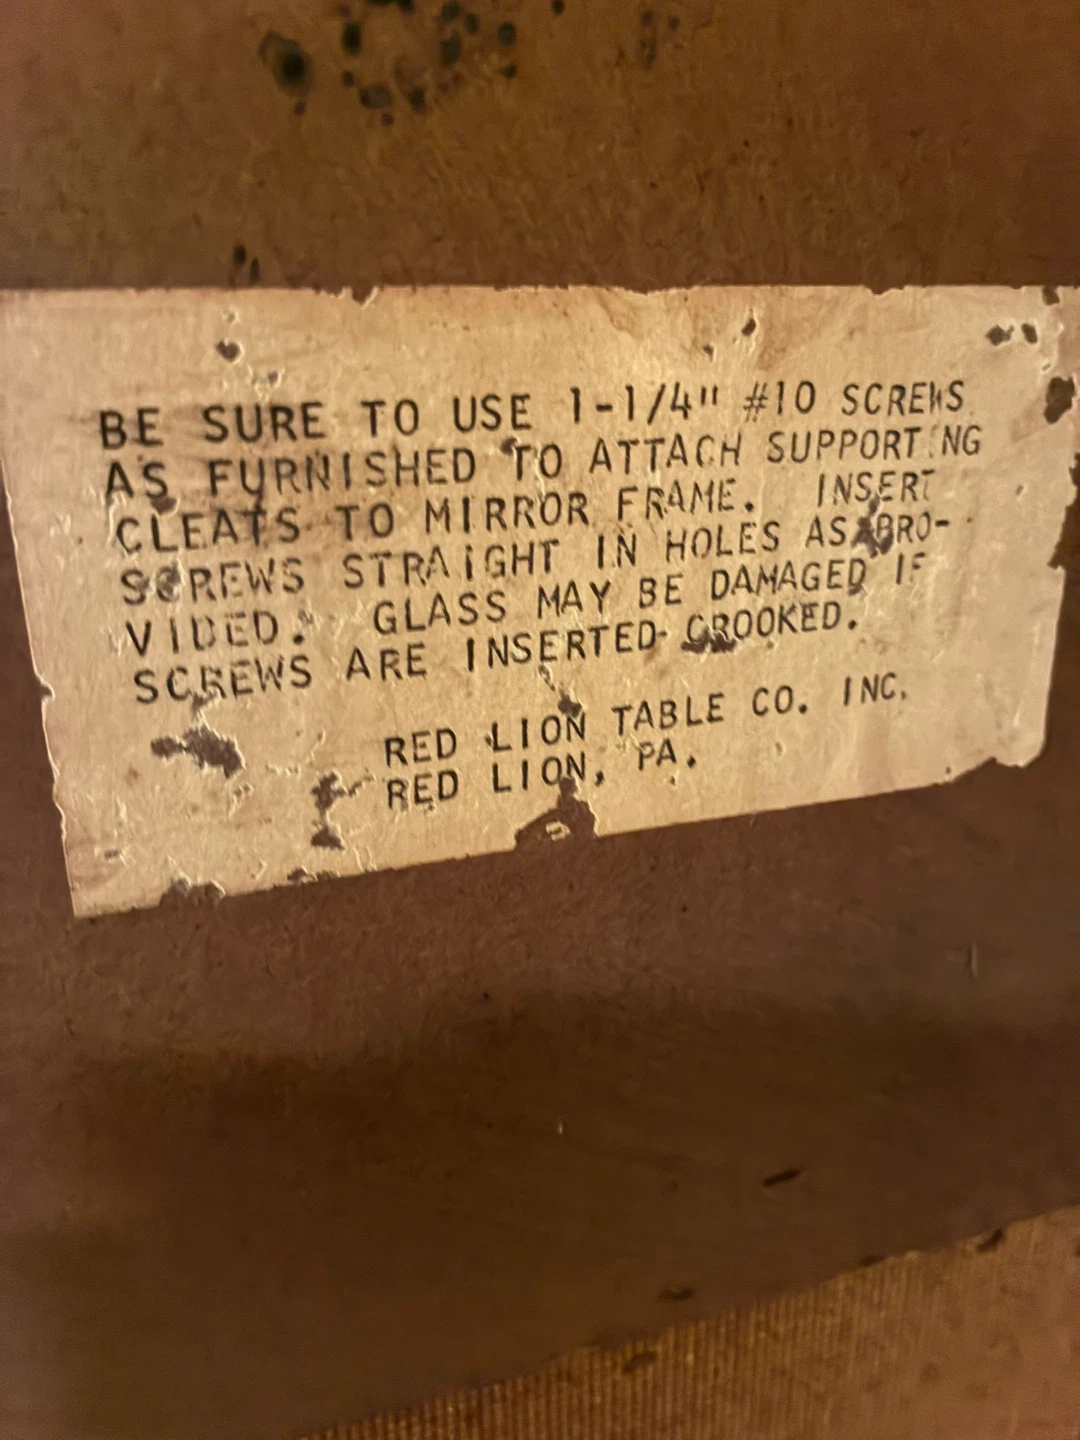 BE SURE TO USE 1-1/4" #10 SCREWS
AS FURNISHED TO ATTACH SUPPORTING
CLEATS TO MIRROR FRAME. INSERT
SCREWS STRAIGHT IN HOLES AS PRO-
VIDED. GLASS MAY BE DAMAGED IF
SCREWS ARE INSERTED CROOKED.
RED LION TABLE CO. INC.
RED LION, PA.